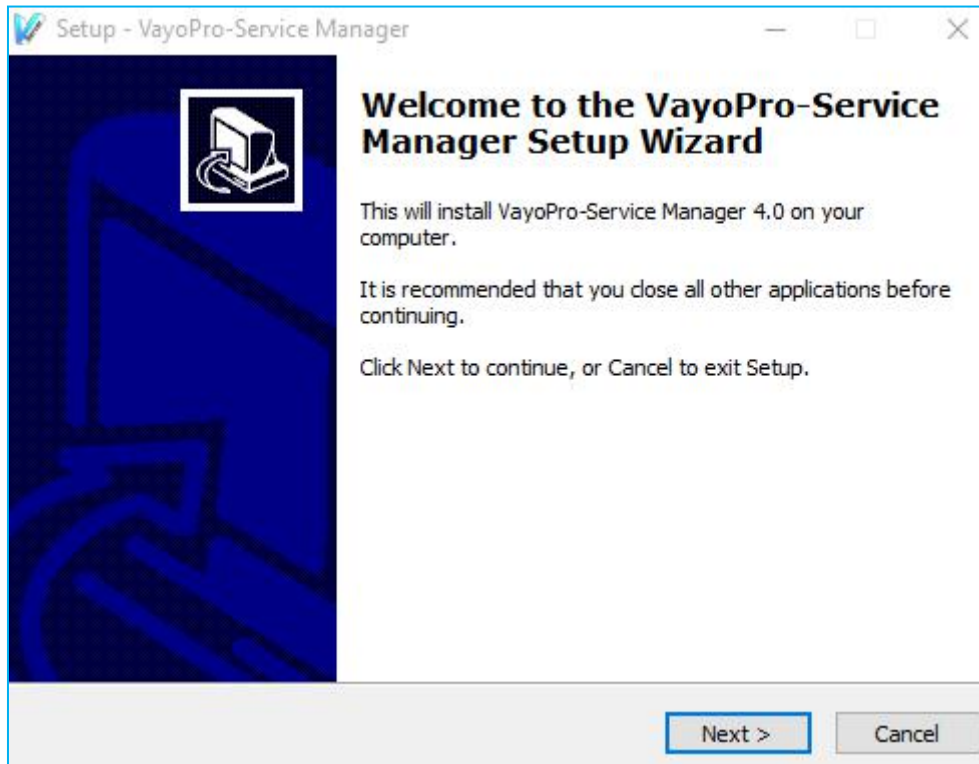 Setup - VayoPro-Service Manager
Welcome to the VayoPro-Service
Manager Setup Wizard
This will install VayoPro-Service Manager 4.0 on your
computer.
It is recommended that you close all other applications before
continuing.
Click Next to continue, or Cancel to exit Setup.
Next >
Cancel